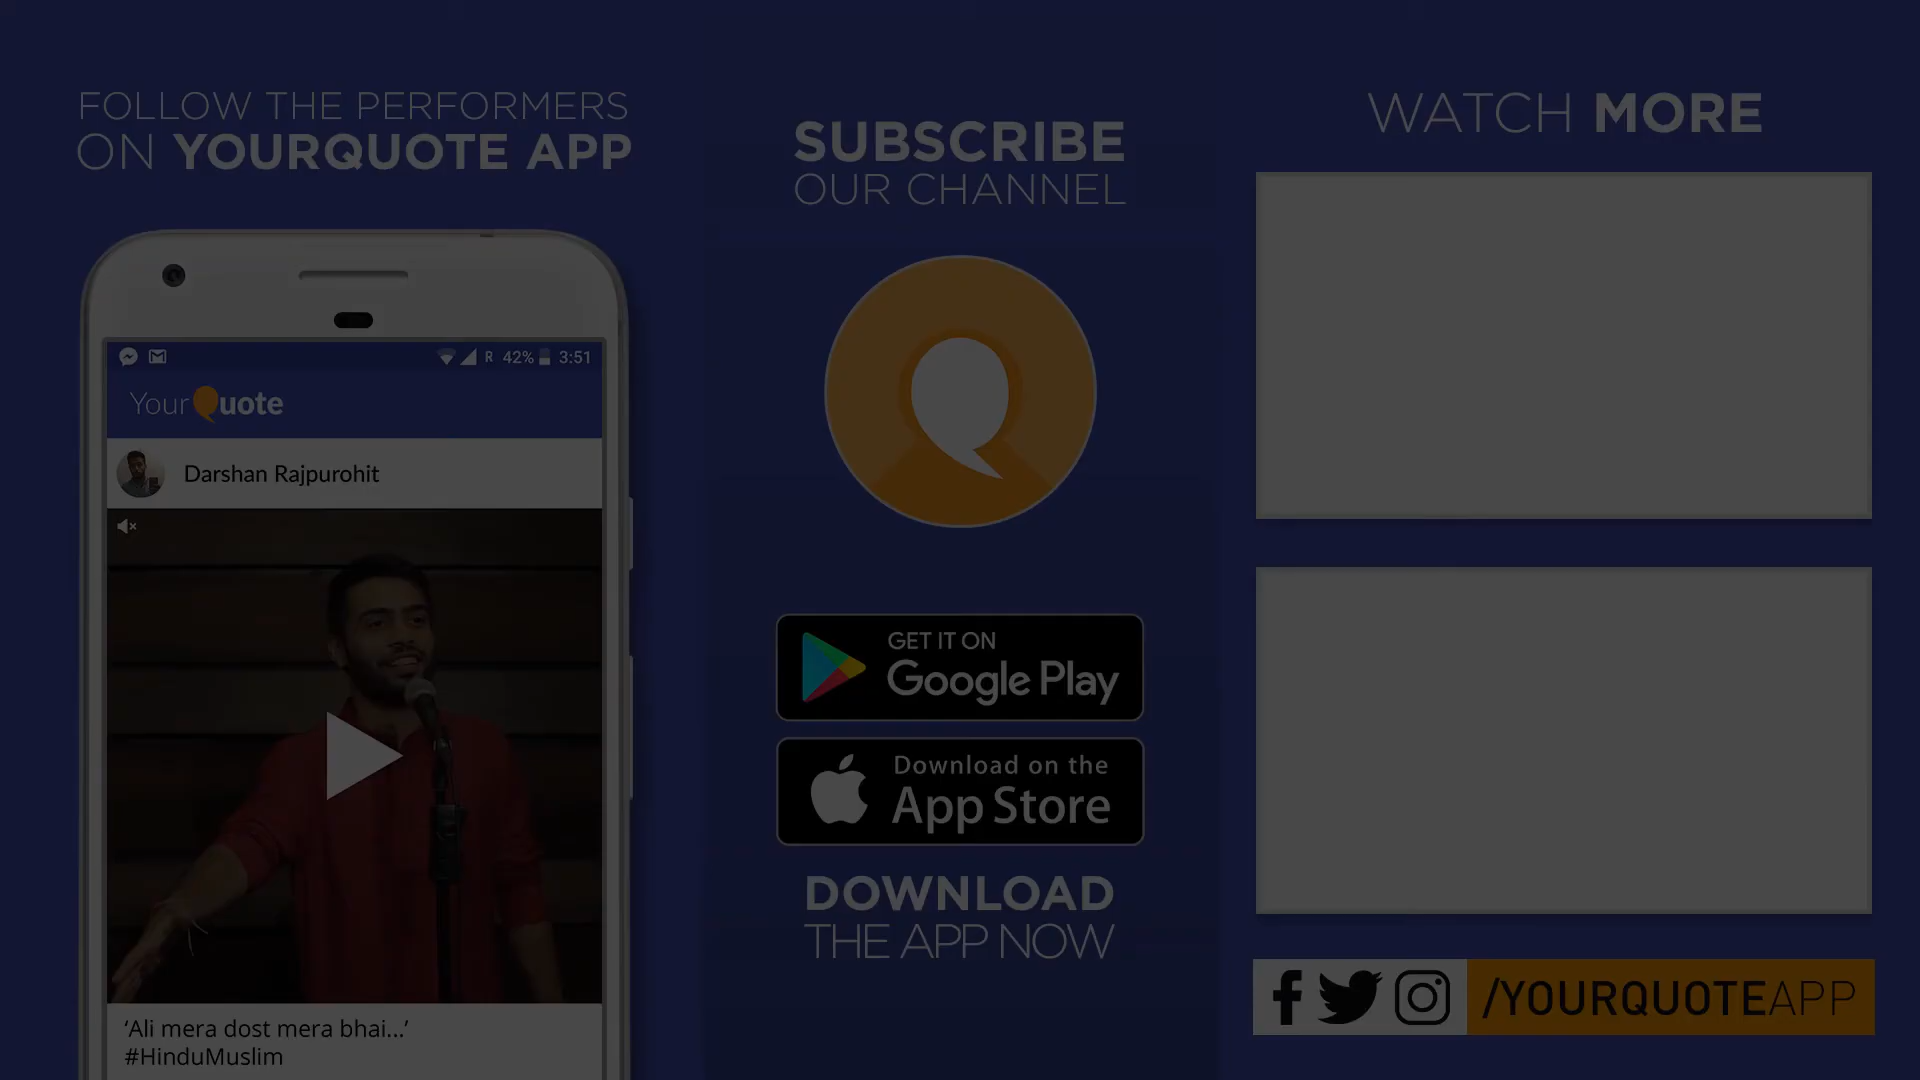 FOLLOW THE PERFORMERS
ON YOURQUOTE APP
R 42% 3:51
YourQuote
Darshan Rajpurohit
‘Ali mera dost mera bhai...’
#HinduMuslim
SUBSCRIBE
OUR CHANNEL
GET IT ON
Google Play
Download on the
App Store
DOWNLOAD
THE APP NOW
WATCH MORE
/YOURQUOTEAPP